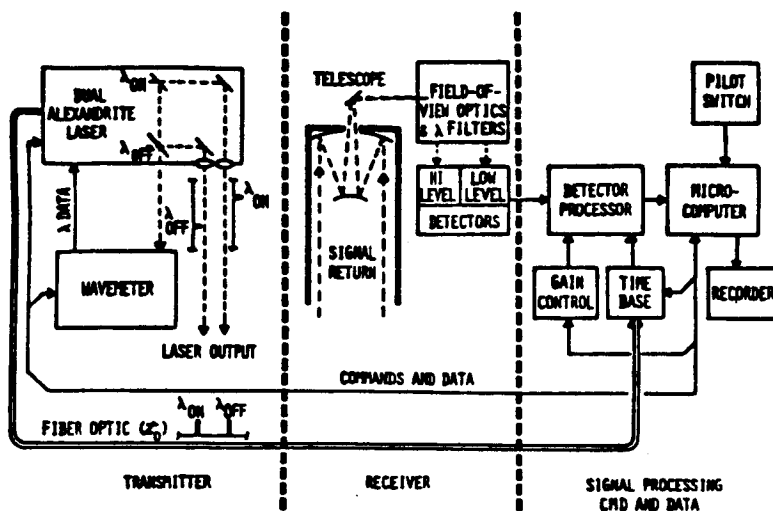 DUAL
ALEXANDRITE
LASER
λON
λOFF
λ DATA
λOFF
λON
WAVEMETER
LASER OUTPUT
FIBER OPTIC (
λON
λOFF
TRANSMITTER
TELESCOPE
FIELD-OF-
VIEW OPTICS
& λ FILTERS
HI
LEVEL
LOW
LEVEL
DETECTORS
SIGNAL
RETURN
COMMANDS AND DATA
RECEIVER
PILOT
SWITCH
DETECTOR
PROCESSOR
MICRO-
COMPUTER
GAIN
CONTROL
TIME
BASE
RECORDER
SIGNAL PROCESSING
CMD AND DATA